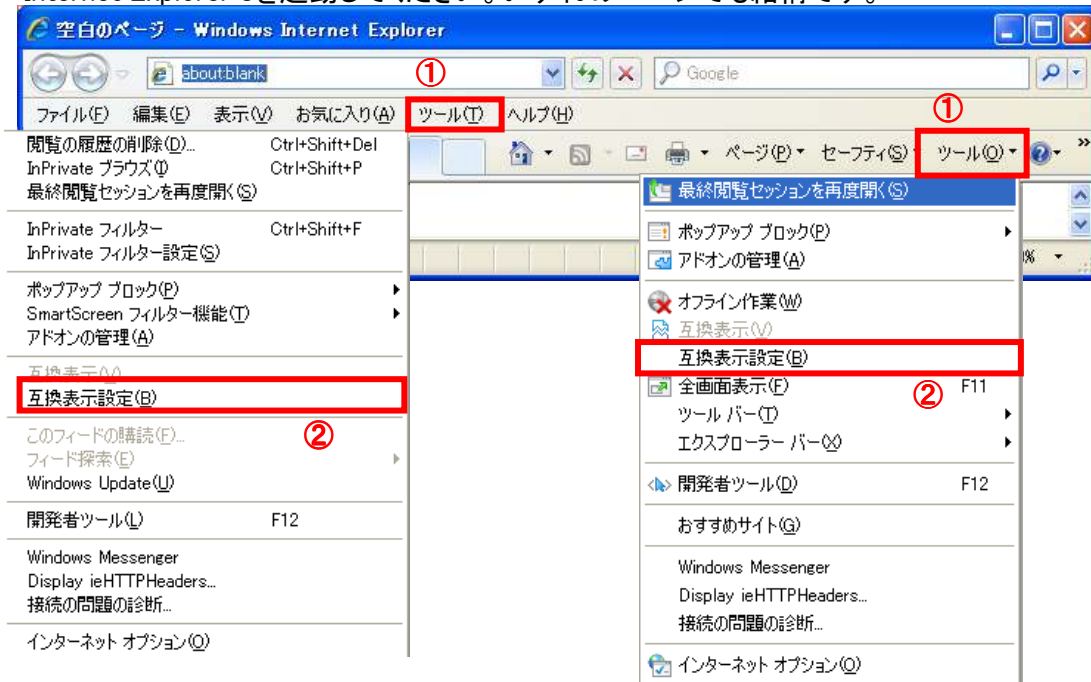 空白のページ - Windows Internet Explorer
about:blank
①
Google
ファイル(F) 編集(E) 表示(V) お気に入り(A) ツール(T) ヘルプ(H)
①
ページ(P) セーフティ(S) ツール(O) »
閲覧の履歴の削除(D)... Ctrl+Shift+Del
InPrivate ブラウズ(I) Ctrl+Shift+P
最終閲覧セッションを再度開く(S)
InPrivate フィルター Ctrl+Shift+F
InPrivate フィルター設定(S)
ポップアップ ブロック(P)
SmartScreen フィルター機能(T)
アドオンの管理(A)
互換表示(V)
互換表示設定(B)
②
このフィードの購読(F)...
フィード探索(E)
Windows Update(U)
開発者ツール(L) F12
Windows Messenger
Display ieHTTPHeaders...
接続の問題の診断...
インターネット オプション(O)
最終閲覧セッションを再度開く(S)
ポップアップ ブロック(P)
アドオンの管理(A)
%
オフライン作業(W)
互換表示(V)
互換表示設定(B)
②
全画面表示(F) F11
ツール バー(T)
エクスプローラー バー(X)
開発者ツール(D) F12
おすすめサイト(G)
Windows Messenger
Display ieHTTPHeaders...
接続の問題の診断...
インターネット オプション(O)